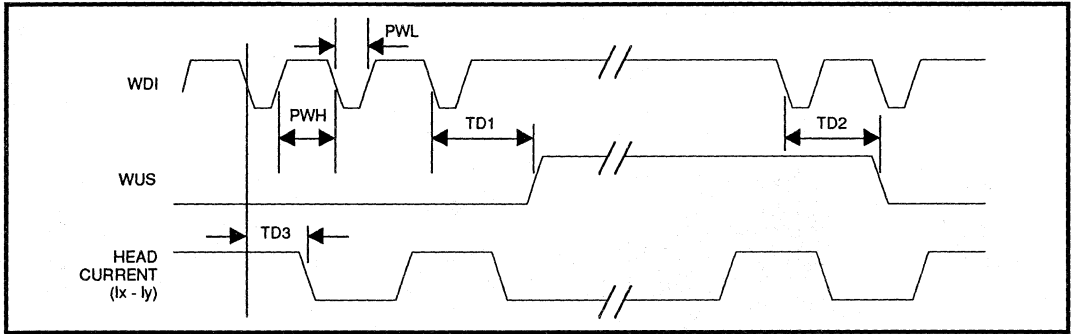 PWL
WDI
PWH
TD1
TD2
WUS
TD3
HEAD
CURRENT
(Ix - Iy)